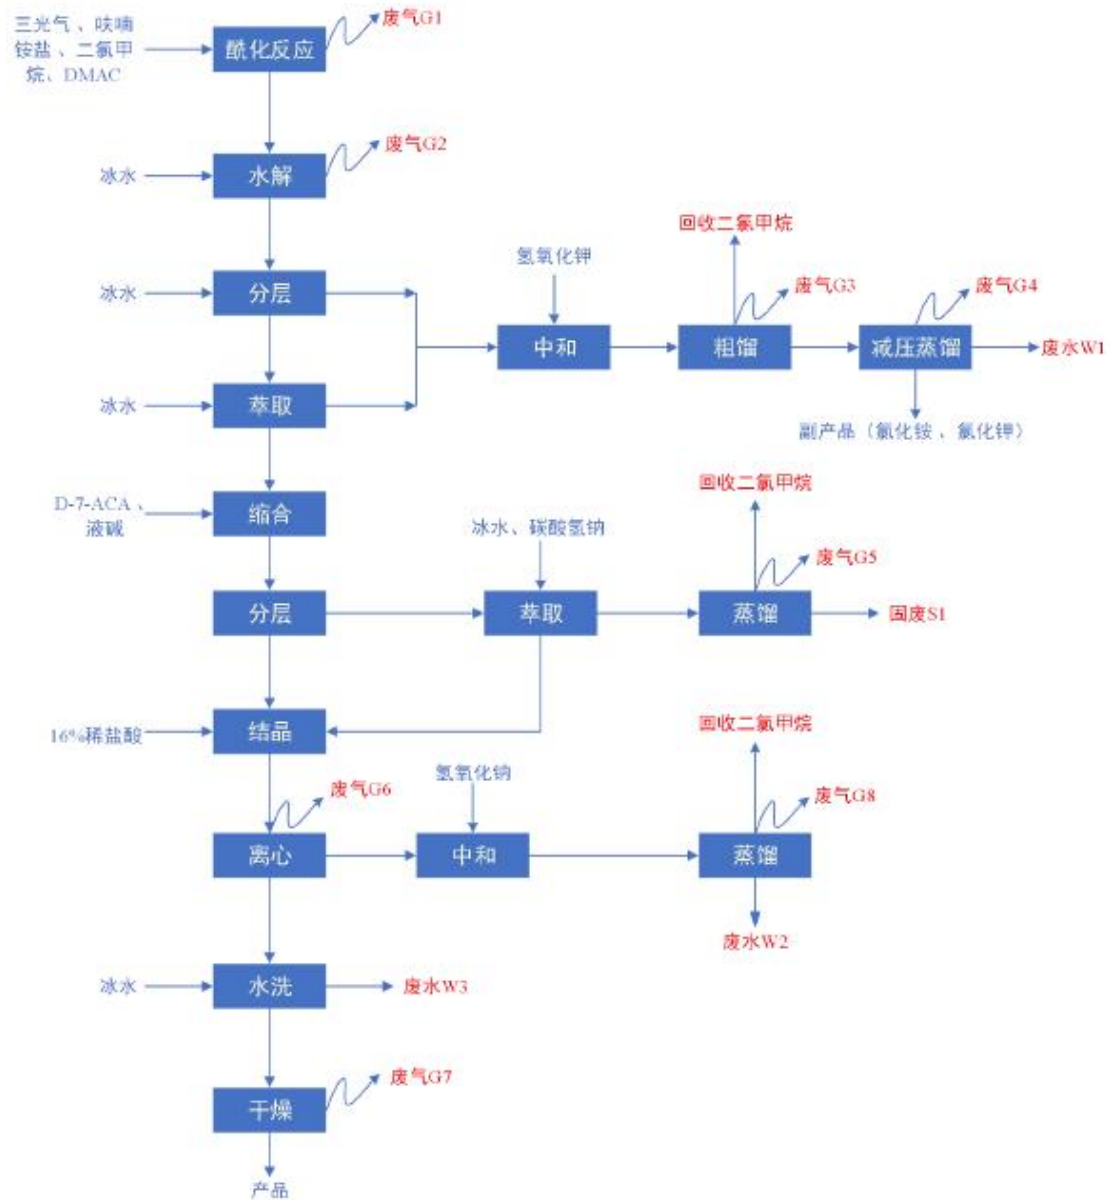 废气G1
三光气、呋喃
铵盐、二氯甲
烷、DMAC
酰化反应
废气G2
冰水
水解
回收二氯甲烷
氢氧化钾
冰水
分层
废气G3
废气G4
中和
粗馏
减压蒸馏
废水W1
冰水
萃取
副产品（氯化铵、氯化钾）
D-7-ACA、
液碱
缩合
回收二氯甲烷
冰水、碳酸氢钠
废气G5
分层
萃取
蒸馏
固废S1
16%稀盐酸
结晶
回收二氯甲烷
氢氧化钠
废气G6
废气G8
离心
中和
蒸馏
废水W2
冰水
水洗
废水W3
废气G7
干燥
产品